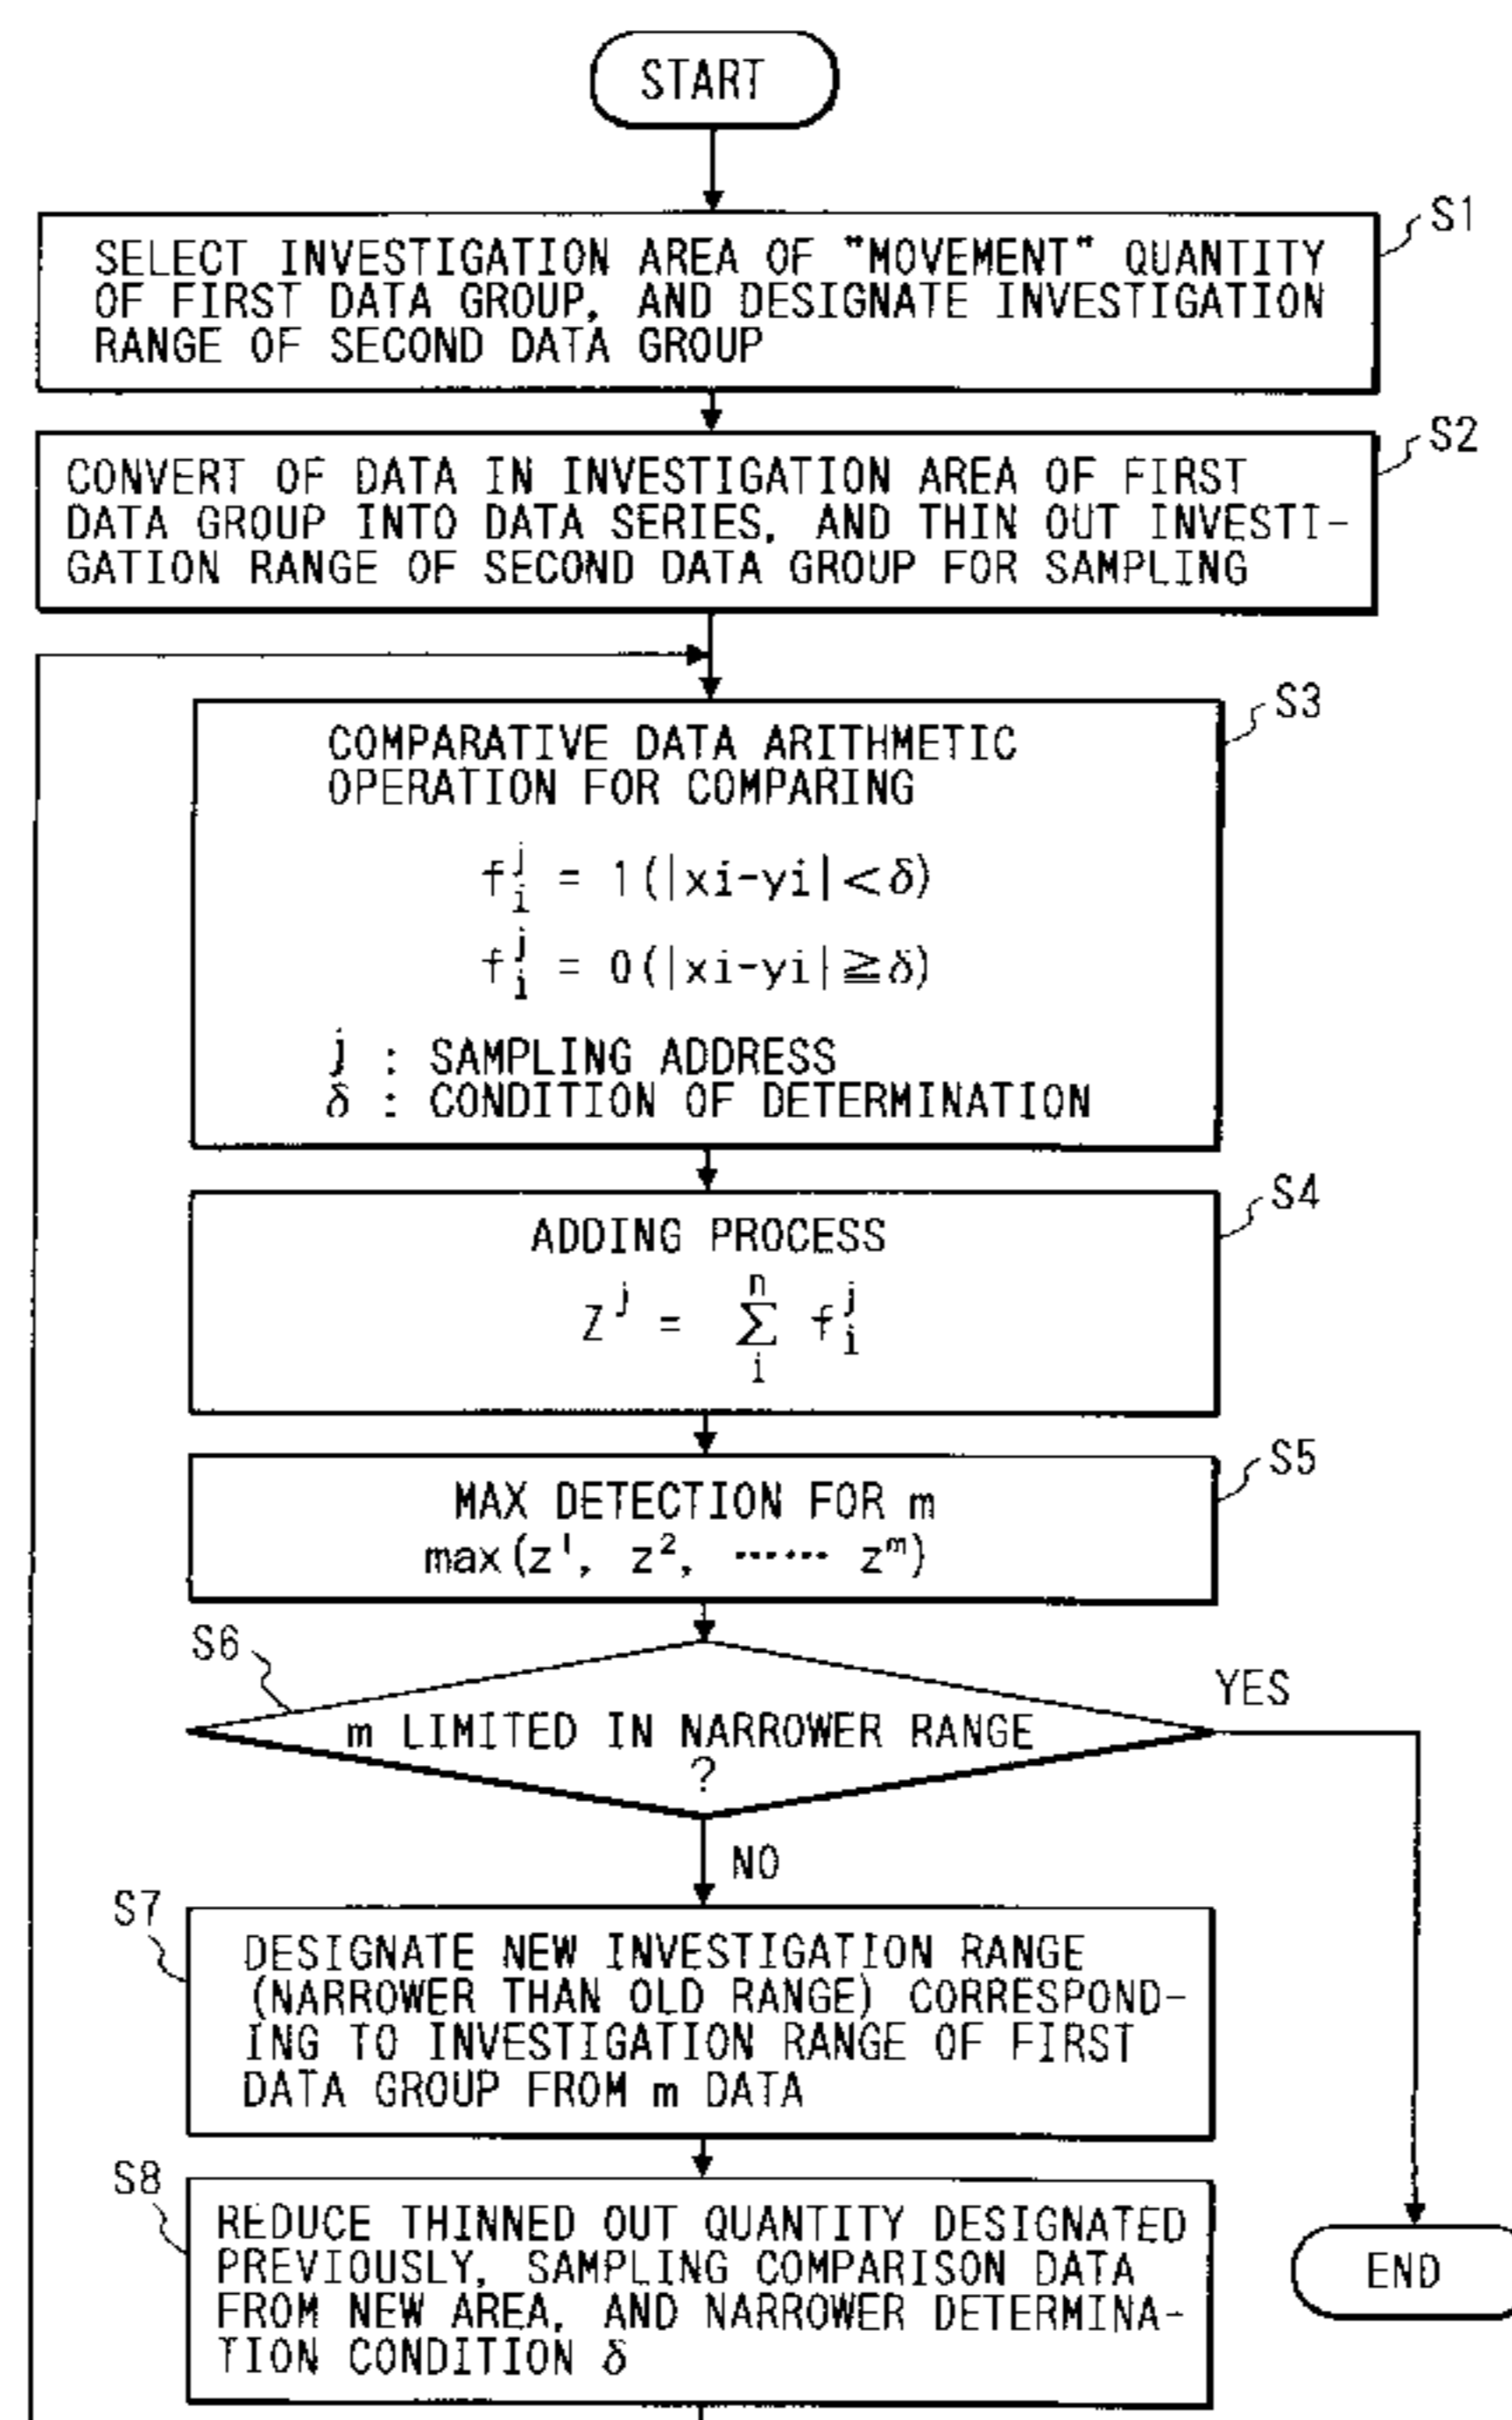 START
S1
SELECT INVESTIGATION AREA OF "MOVEMENT" QUANTITY
OF FIRST DATA GROUP, AND DESIGNATE INVESTIGATION
RANGE OF SECOND DATA GROUP
S2
CONVERT OF DATA IN INVESTIGATION AREA OF FIRST
DATA GROUP INTO DATA SERIES, AND THIN OUT INVESTI-
GATION RANGE OF SECOND DATA GROUP FOR SAMPLING
S3
COMPARATIVE DATA ARITHMETIC
OPERATION FOR COMPARING
f_i^j = 1(|xi-yi|<δ)
f_i^j = 0(|xi-yi|≧δ)
j : SAMPLING ADDRESS
δ : CONDITION OF DETERMINATION
S4
ADDING PROCESS
Z^j = Σ_i^n f_i^j
S5
MAX DETECTION FOR m
max(z¹, z², ······ z^m)
S6
m LIMITED IN NARROWER RANGE
?
YES
NO
S7
DESIGNATE NEW INVESTIGATION RANGE
(NARROWER THAN OLD RANGE) CORRESPOND-
ING TO INVESTIGATION RANGE OF FIRST
DATA GROUP FROM m DATA
S8
REDUCE THINNED OUT QUANTITY DESIGNATED
PREVIOUSLY, SAMPLING COMPARISON DATA
FROM NEW AREA, AND NARROWER DETERMINA-
TION CONDITION δ
END